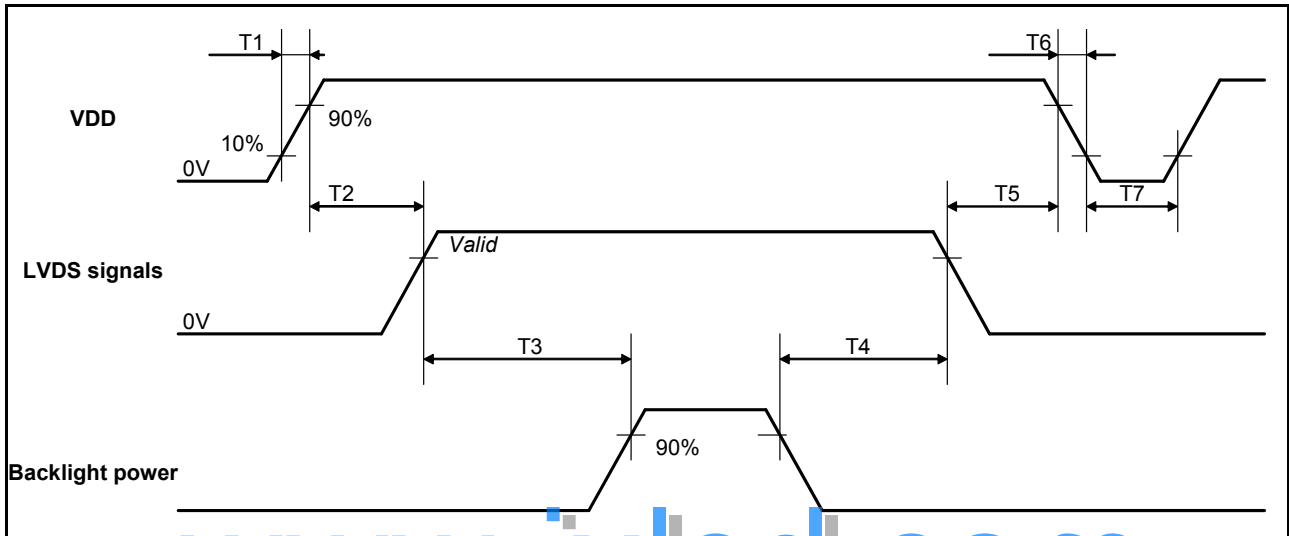 T1
T6
VDD
90%
10%
0V
T2
T5
T7
Valid
LVDS signals
0V
T3
T4
90%
Backlight power